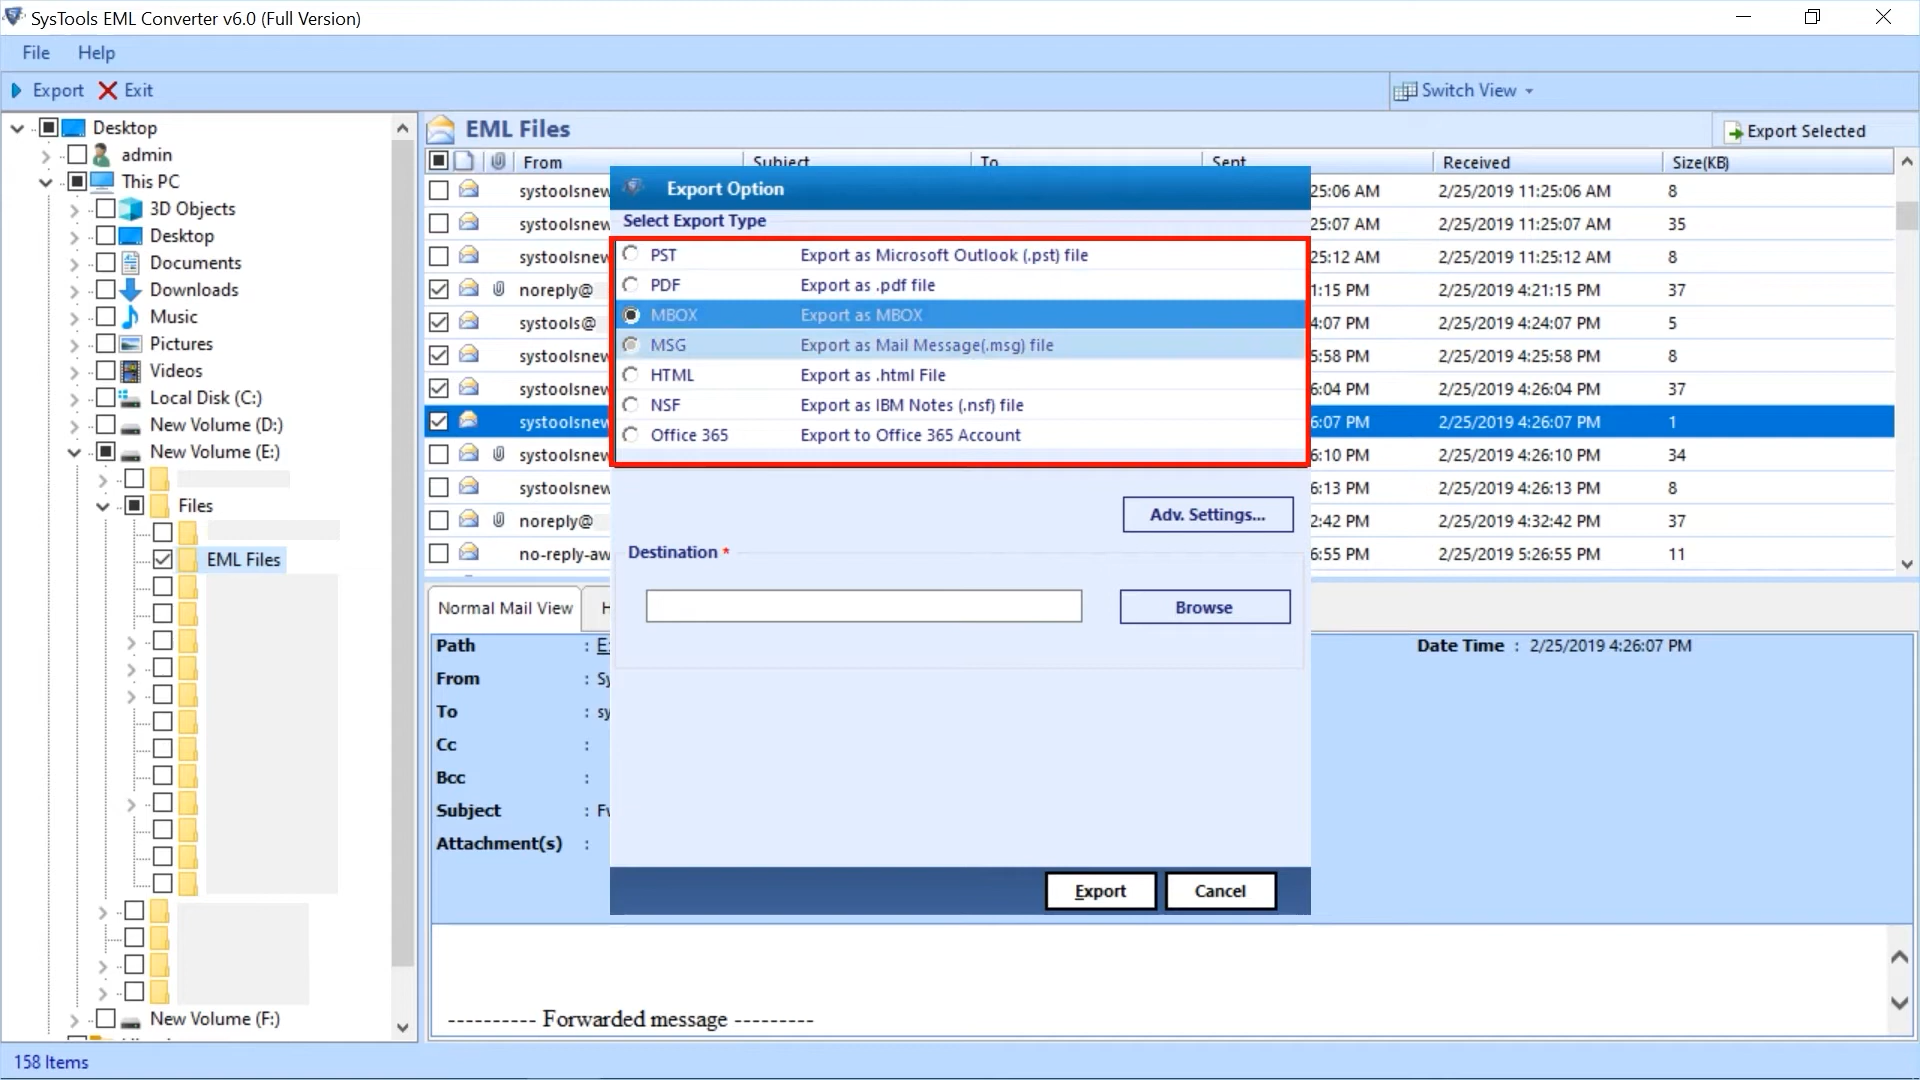 SysTools EML Converter v6.0 (Full Version)
File Help
Export Exit Switch View
Desktop
admin
This PC
3D Objects
Desktop
Documents
Downloads
Music
Pictures
Videos
Local Disk (C:)
New Volume (D:)
New Volume (E:)
Files
EML Files
New Volume (F:)
EML Files
Export Selected
From Subject To Sent Received Size(KB)
systoolsnew 25:06 AM 2/25/2019 11:25:06 AM 8
systoolsnew 25:07 AM 2/25/2019 11:25:07 AM 35
systoolsnew 25:12 AM 2/25/2019 11:25:12 AM 8
noreply@ 1:15 PM 2/25/2019 4:21:15 PM 37
systools@ 4:07 PM 2/25/2019 4:24:07 PM 5
systoolsnew 5:58 PM 2/25/2019 4:25:58 PM 8
systoolsnew 6:04 PM 2/25/2019 4:26:04 PM 37
systoolsnew 6:07 PM 2/25/2019 4:26:07 PM 1
systoolsnew 6:10 PM 2/25/2019 4:26:10 PM 34
systoolsnew 6:13 PM 2/25/2019 4:26:13 PM 8
noreply@ 2:42 PM 2/25/2019 4:32:42 PM 37
no-reply-aw 6:55 PM 2/25/2019 5:26:55 PM 11
Export Option
Select Export Type
PST Export as Microsoft Outlook (.pst) file
PDF Export as .pdf file
MBOX Export as MBOX
MSG Export as Mail Message(.msg) file
HTML Export as .html File
NSF Export as IBM Notes (.nsf) file
Office 365 Export to Office 365 Account
Adv. Settings...
Destination *
Browse
Export Cancel
Normal Mail View H
Path : E: Date Time : 2/25/2019 4:26:07 PM
From : Sy
To : sy
Cc :
Bcc :
Subject :
Attachment(s) :
---------- Forwarded message ---------
158 Items